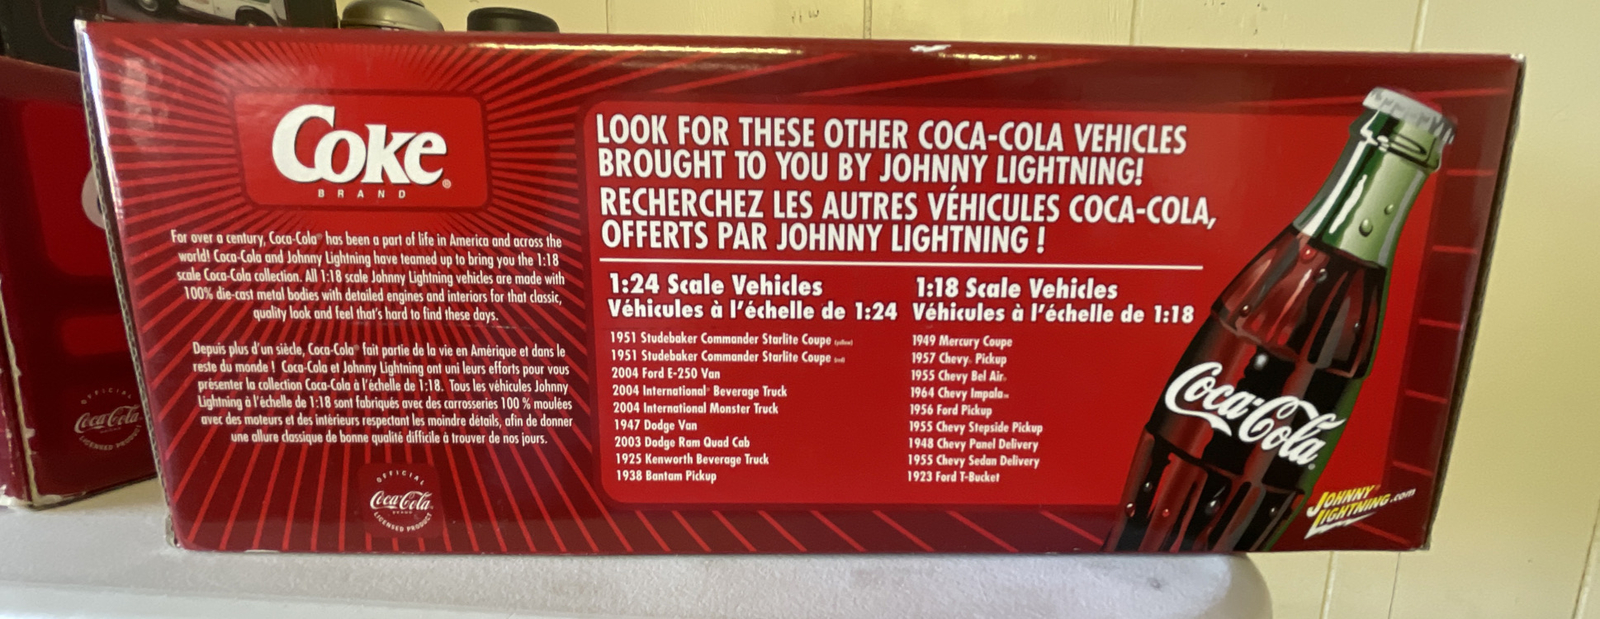 Coke®
BRAND
For over a century, Coca-Cola® has been a part of life in America and across the
world! Coca-Cola and Johnny Lightning have teamed up to bring you the 1:18
scale Coca-Cola collection. All 1:18 scale Johnny Lightning vehicles are made with
100% die-cast metal bodies with detailed engines and interiors for that classic,
quality look and feel that's hard to find these days.
Depuis plus d'un siècle, Coca-Cola® fait partie de la vie en Amérique et dans le
reste du monde ! Coca-Cola et Johnny Lightning ont uni leurs efforts pour vous
présenter la collection Coca-Cola à l'échelle de 1:18. Tous les véhicules Johnny
Lightning à l'échelle de 1:18 sont fabriqués avec des carrosseries 100 % moulées
avec des moteurs et des intérieurs respectant les moindre détails, afin de donner
une allure classique de bonne qualité difficile à trouver de nos jours.
OFFICIAL
Coca-Cola
BRAND
LICENSED PRODUCT
LOOK FOR THESE OTHER COCA-COLA VEHICLES
BROUGHT TO YOU BY JOHNNY LIGHTNING!
RECHERCHEZ LES AUTRES VÉHICULES COCA-COLA,
OFFERTS PAR JOHNNY LIGHTNING !
1:24 Scale Vehicles
Véhicules à l'échelle de 1:24
1951 Studebaker Commander Starlite Coupe (yellow)
1951 Studebaker Commander Starlite Coupe (red)
2004 Ford E-250 Van
2004 International® Beverage Truck
2004 International Monster Truck
1947 Dodge Van
2003 Dodge Ram Quad Cab
1925 Kenworth Beverage Truck
1938 Bantam Pickup
1:18 Scale Vehicles
Véhicules à l'échelle de 1:18
1949 Mercury Coupe
1957 Chevy® Pickup
1955 Chevy Bel Air®
1964 Chevy Impala™
1956 Ford Pickup
1955 Chevy Stepside Pickup
1948 Chevy Panel Delivery
1955 Chevy Sedan Delivery
1923 Ford T-Bucket
Coca-Cola®
JOHNNY®
LIGHTNING.com
OFFICIAL
Coca-Cola
LICENSED PRODUCT